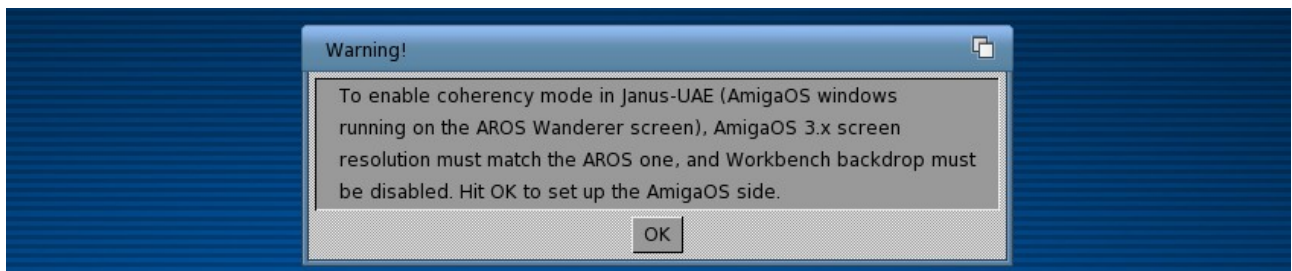 Warning!
To enable coherency mode in Janus-UAE (AmigaOS windows
running on the AROS Wanderer screen), AmigaOS 3.x screen
resolution must match the AROS one, and Workbench backdrop must
be disabled. Hit OK to set up the AmigaOS side.
OK